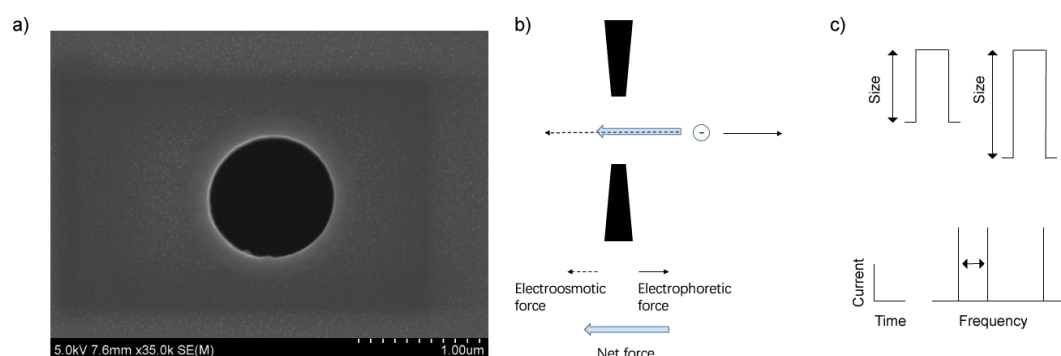 a)
5.0kV 7.6mm x35.0k SE(M)
1.00um
b)
-
Electroosmotic
force
Electrophoretic
force
Net force
c)
Size
Size
Current
Time
Frequency